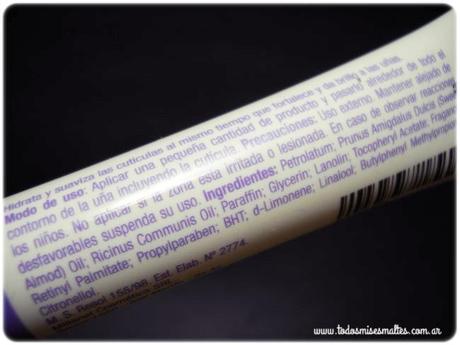 Hidrata y suaviza las cutículas al mismo tiempo que fortalece y da brillo a las uñas.
Modo de uso: Aplicar una pequeña cantidad de producto y pasarlo alrededor de todo el
contorno de la uña incluyendo la cutícula Precauciones: Uso externo. Mantener alejado de
los niños. No aplicar si la zona está irritada o lesionada. En caso de observar reacciones
desfavorables suspenda su uso. Ingredientes: Petrolatum; Prunus Amigdalis Dulcis (Sweet
Almod) Oil; Ricinus Communis Oil; Paraffin; Glycerin; Lanolin; Tocopheryl Acetate; Fragan
Retinyl Palmitate; Propylparaben; BHT; d-Limonene; Linalool; Butylphenyl Methylpropi
Citronellol.
M. S. Resol 155/98. Est. Elab. Nº 2774.
www.todosmisesmaltes.com.ar